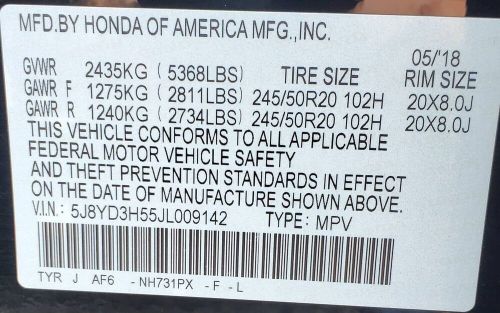 MFD.BY HONDA OF AMERICA MFG.,INC.
05/'18
GVWR 2435KG (5368LBS) TIRE SIZE RIM SIZE
GAWR F 1275KG (2811LBS) 245/50R20 102H 20X8.0J
GAWR R 1240KG (2734LBS) 245/50R20 102H 20X8.0J
THIS VEHICLE CONFORMS TO ALL APPLICABLE
FEDERAL MOTOR VEHICLE SAFETY
AND THEFT PREVENTION STANDARDS IN EFFECT
ON THE DATE OF MANUFACTURE SHOWN ABOVE.
V.I.N.: 5J8YD3H55JL009142 TYPE: MPV
TYR J AF6 -NH731PX -F-L